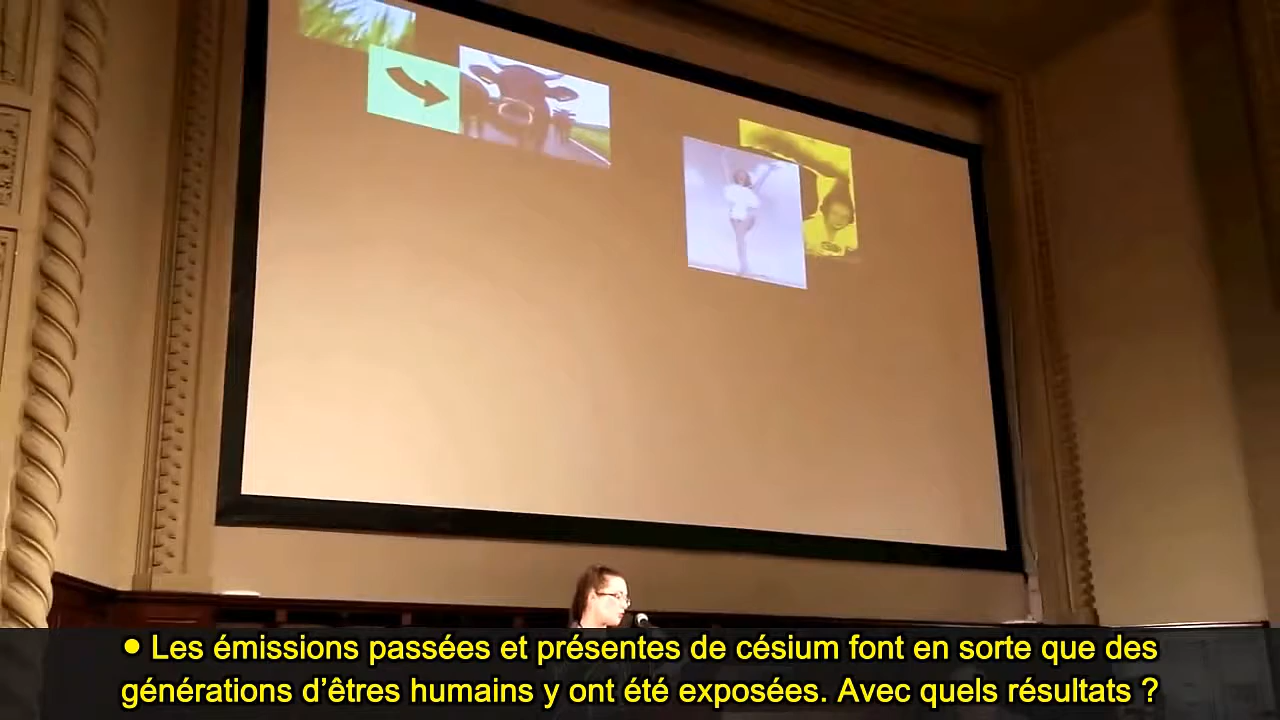 ● Les émissions passées et présentes de césium font en sorte que des
générations d’êtres humains y ont été exposées. Avec quels résultats ?